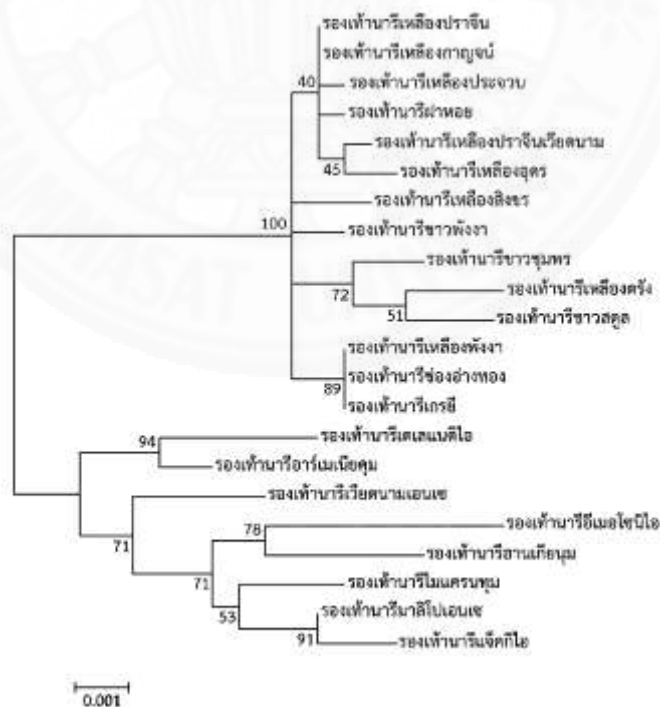 รองเท้านารีเหลืองปราจีน
รองเท้านารีเหลืองกาญจน์
40
รองเท้านารีเหลืองประจวบ
รองเท้านารีฝาหอย
รองเท้านารีเหลืองปราจีนเวียดนาม
45
รองเท้านารีเหลืองอุดร
รองเท้านารีเหลืองสิงขร
100
รองเท้านารีขาวพังงา
รองเท้านารีขาวชุมพร
72
รองเท้านารีเหลืองตรัง
51
รองเท้านารีขาวสตูล
รองเท้านารีเหลืองพังงา
รองเท้านารีช่องอ่างทอง
89
รองเท้านารีเกรยี
94
รองเท้านารีเดเลแนติไอ
รองเท้านารีอาร์เมเนียคุม
รองเท้านารีเวียดนามเอนเซ
71
78
รองเท้านารีอีเมอโซนิไอ
71
รองเท้านารีฮานเกียนุม
รองเท้านารีไมแครนทุม
53
รองเท้านารีมาลิโปเอนเซ
91
รองเท้านารีแจ็คกิไอ
0.001